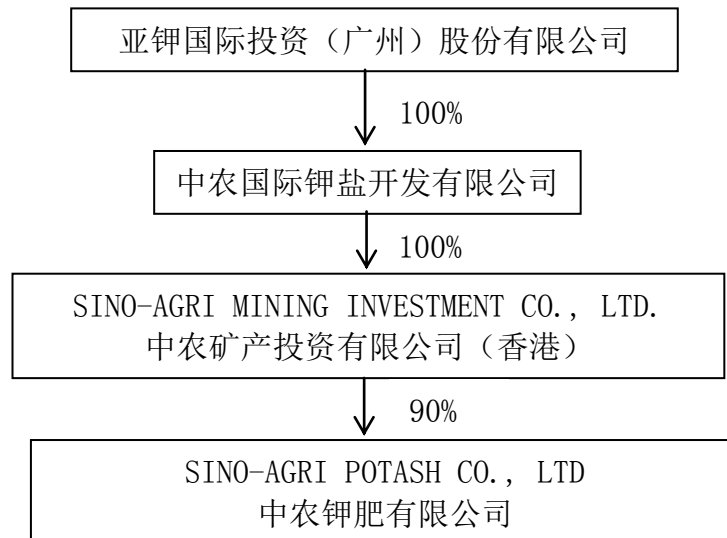 亚钾国际投资（广州）股份有限公司
100%
中农国际钾盐开发有限公司
100%
SINO-AGRI MINING INVESTMENT CO., LTD.
中农矿产投资有限公司（香港）
90%
SINO-AGRI POTASH CO., LTD
中农钾肥有限公司